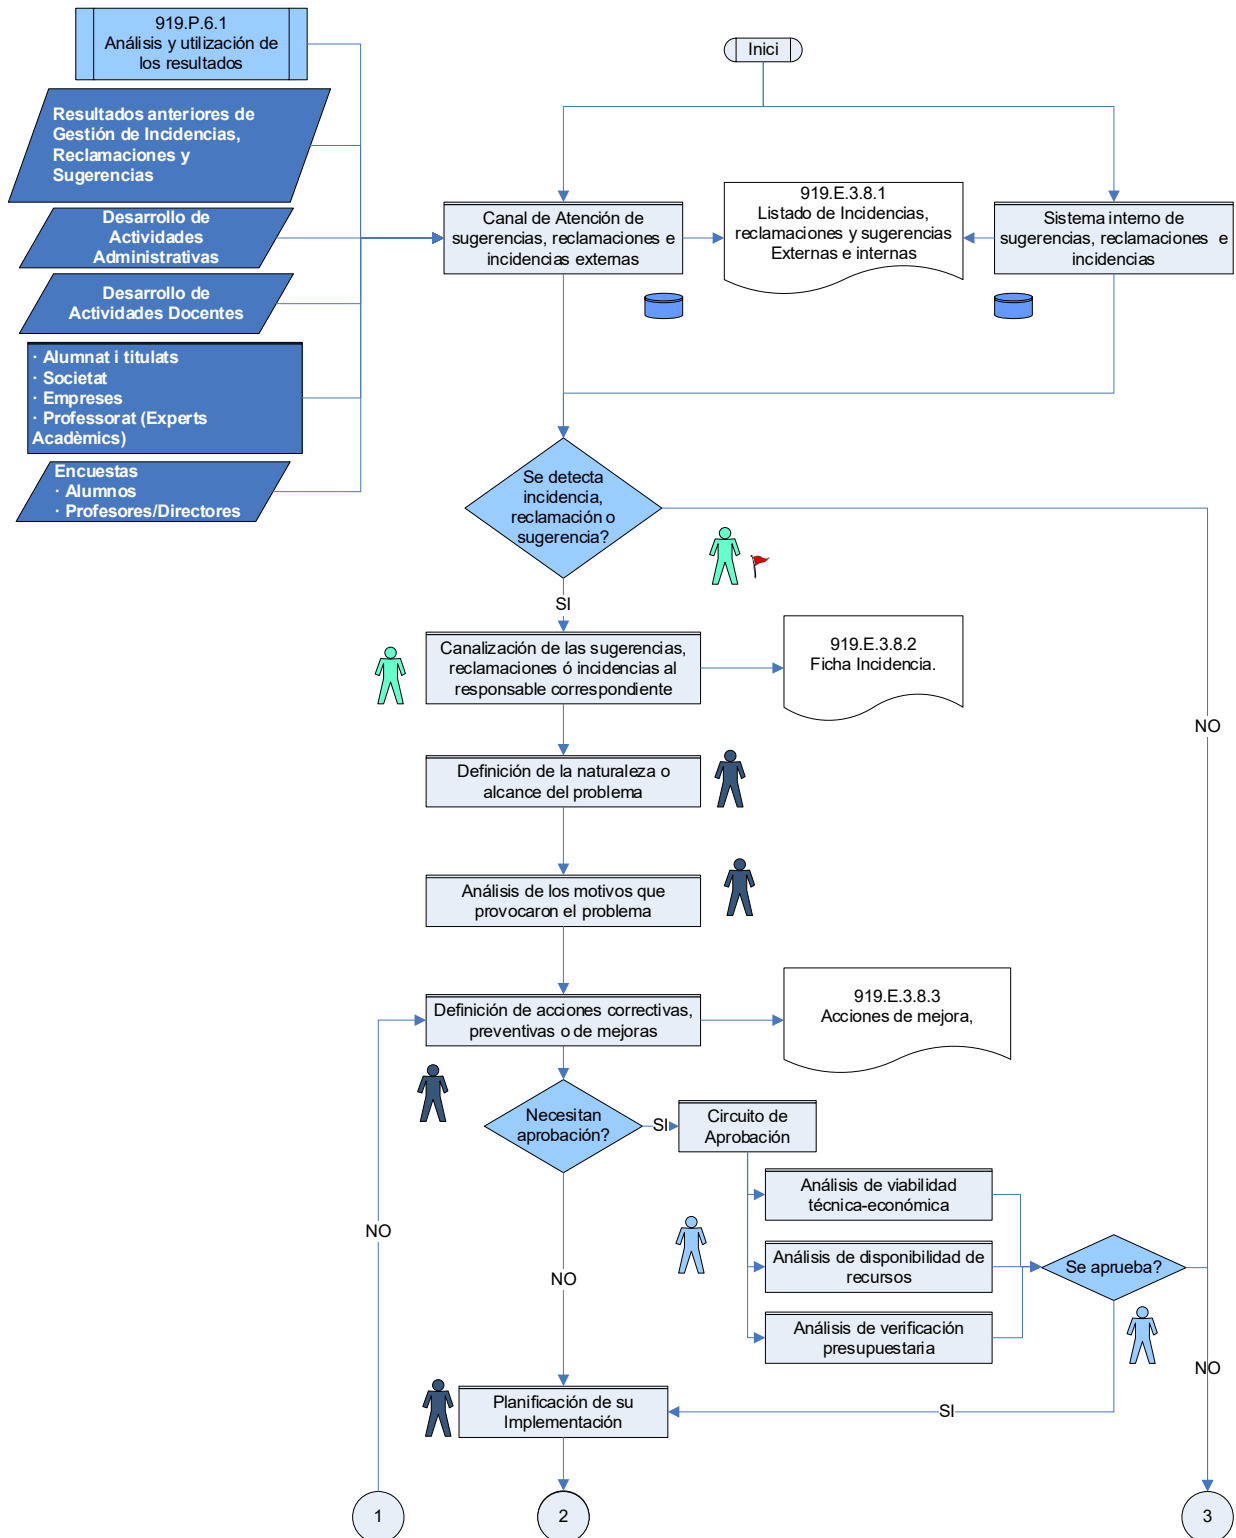 919.P.6.1
Análisis y utilización de
los resultados
Inici
Resultados anteriores de
Gestión de Incidencias,
Reclamaciones y
Sugerencias
Desarrollo de
Actividades
Administrativas
Desarrollo de
Actividades Docentes
· Alumnat i titulats
· Societat
· Empreses
· Professorat (Experts
Acadèmics)
Encuestas
· Alumnos
· Profesores/Directores
Canal de Atención de
sugerencias, reclamaciones e
incidencias externas
919.E.3.8.1
Listado de Incidencias,
reclamaciones y sugerencias
Externas e internas
Sistema interno de
sugerencias, reclamaciones e
incidencias
Se detecta
incidencia,
reclamación o
sugerencia?
SI
NO
Canalización de las sugerencias,
reclamaciones ó incidencias al
responsable correspondiente
919.E.3.8.2
Ficha Incidencia.
Definición de la naturaleza o
alcance del problema
Análisis de los motivos que
provocaron el problema
Definición de acciones correctivas,
preventivas o de mejoras
919.E.3.8.3
Acciones de mejora,
Necesitan
aprobación?
SI
Circuito de
Aprobación
Análisis de viabilidad
técnica-económica
Análisis de disponibilidad de
recursos
Análisis de verificación
presupuestaria
Se aprueba?
NO
NO
NO
SI
Planificación de su
Implementación
1
2
3